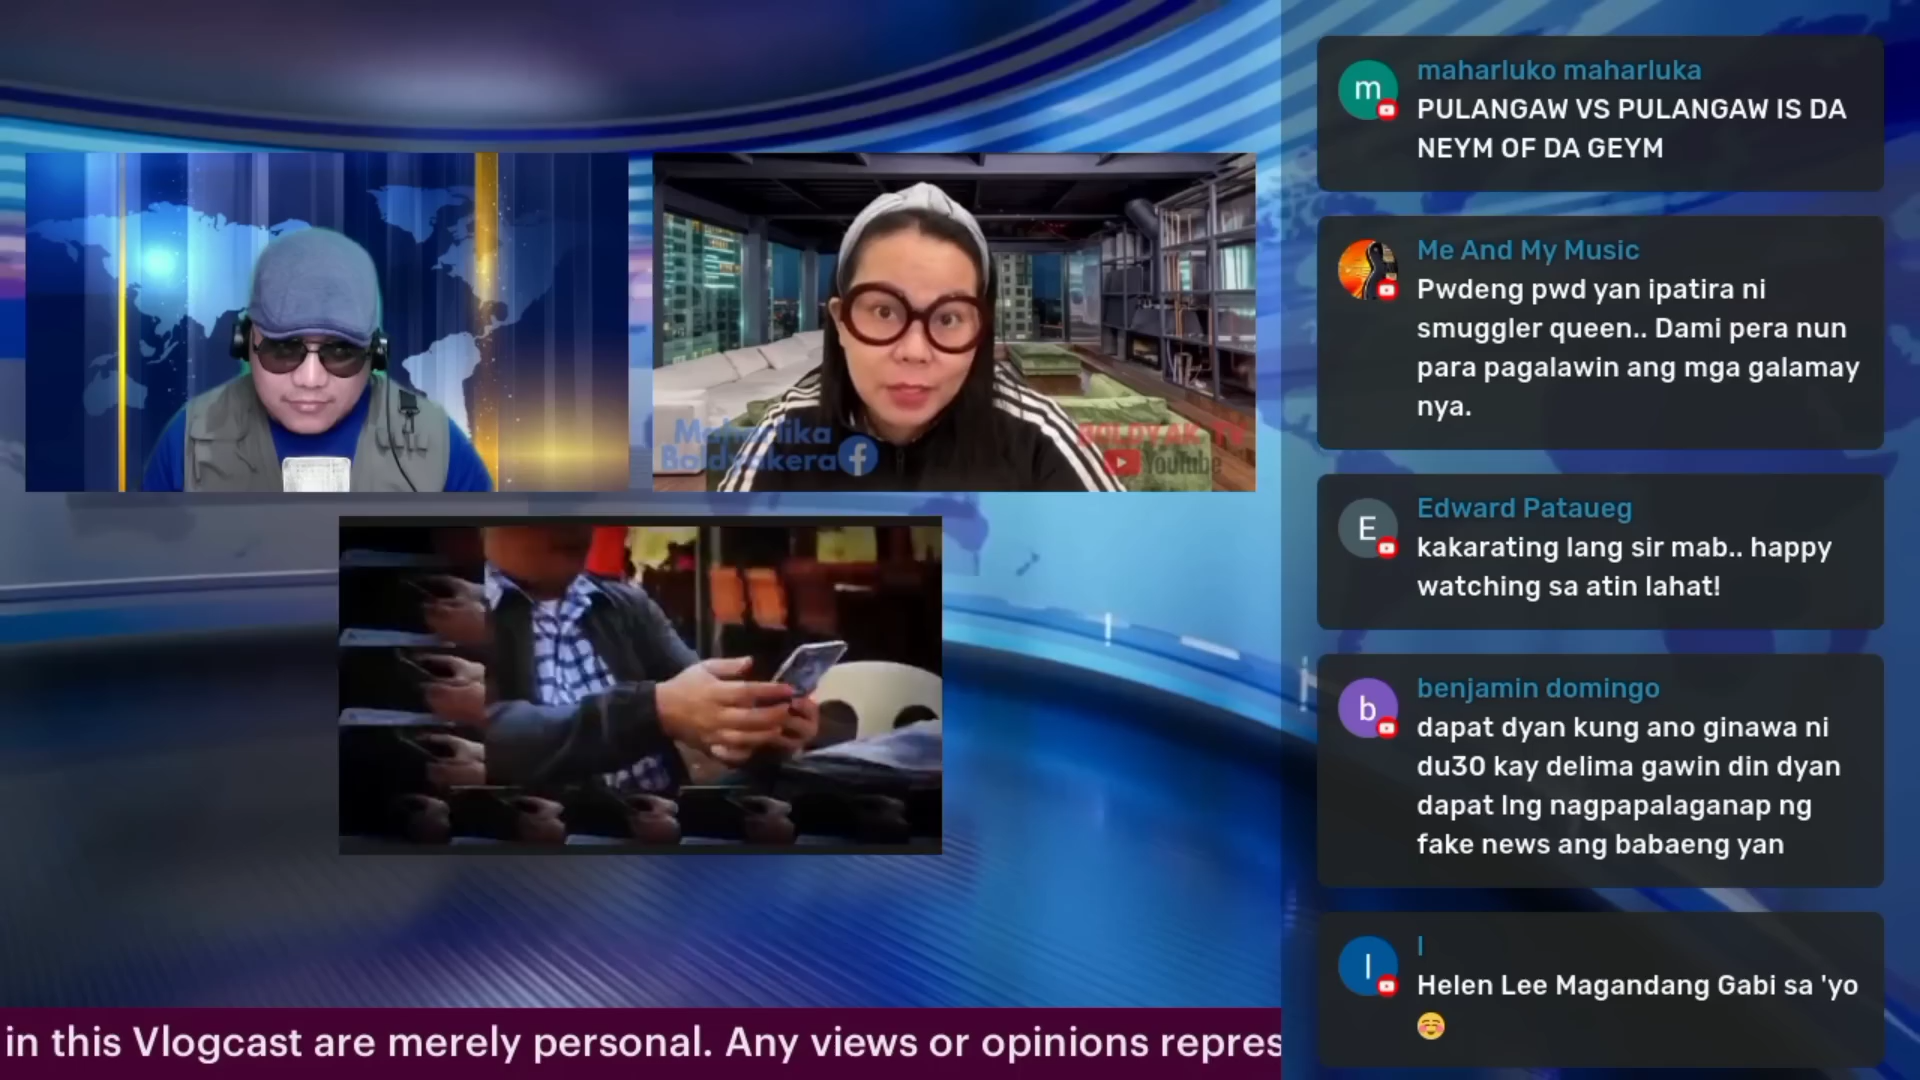 Maharlika
Boldyakera
BOLDYAK TV
YouTube
in this Vlogcast are merely personal. Any views or opinions repres
m
maharluko maharluka
PULANGAW VS PULANGAW IS DA
NEYM OF DA GEYM
Me And My Music
Pwdeng pwd yan ipatira ni
smuggler queen.. Dami pera nun
para pagalawin ang mga galamay
nya.
E
Edward Pataueg
kakarating lang sir mab.. happy
watching sa atin lahat!
b
benjamin domingo
dapat dyan kung ano ginawa ni
du30 kay delima gawin din dyan
dapat lng nagpapalaganap ng
fake news ang babaeng yan
l
l
Helen Lee Magandang Gabi sa 'yo
☺️